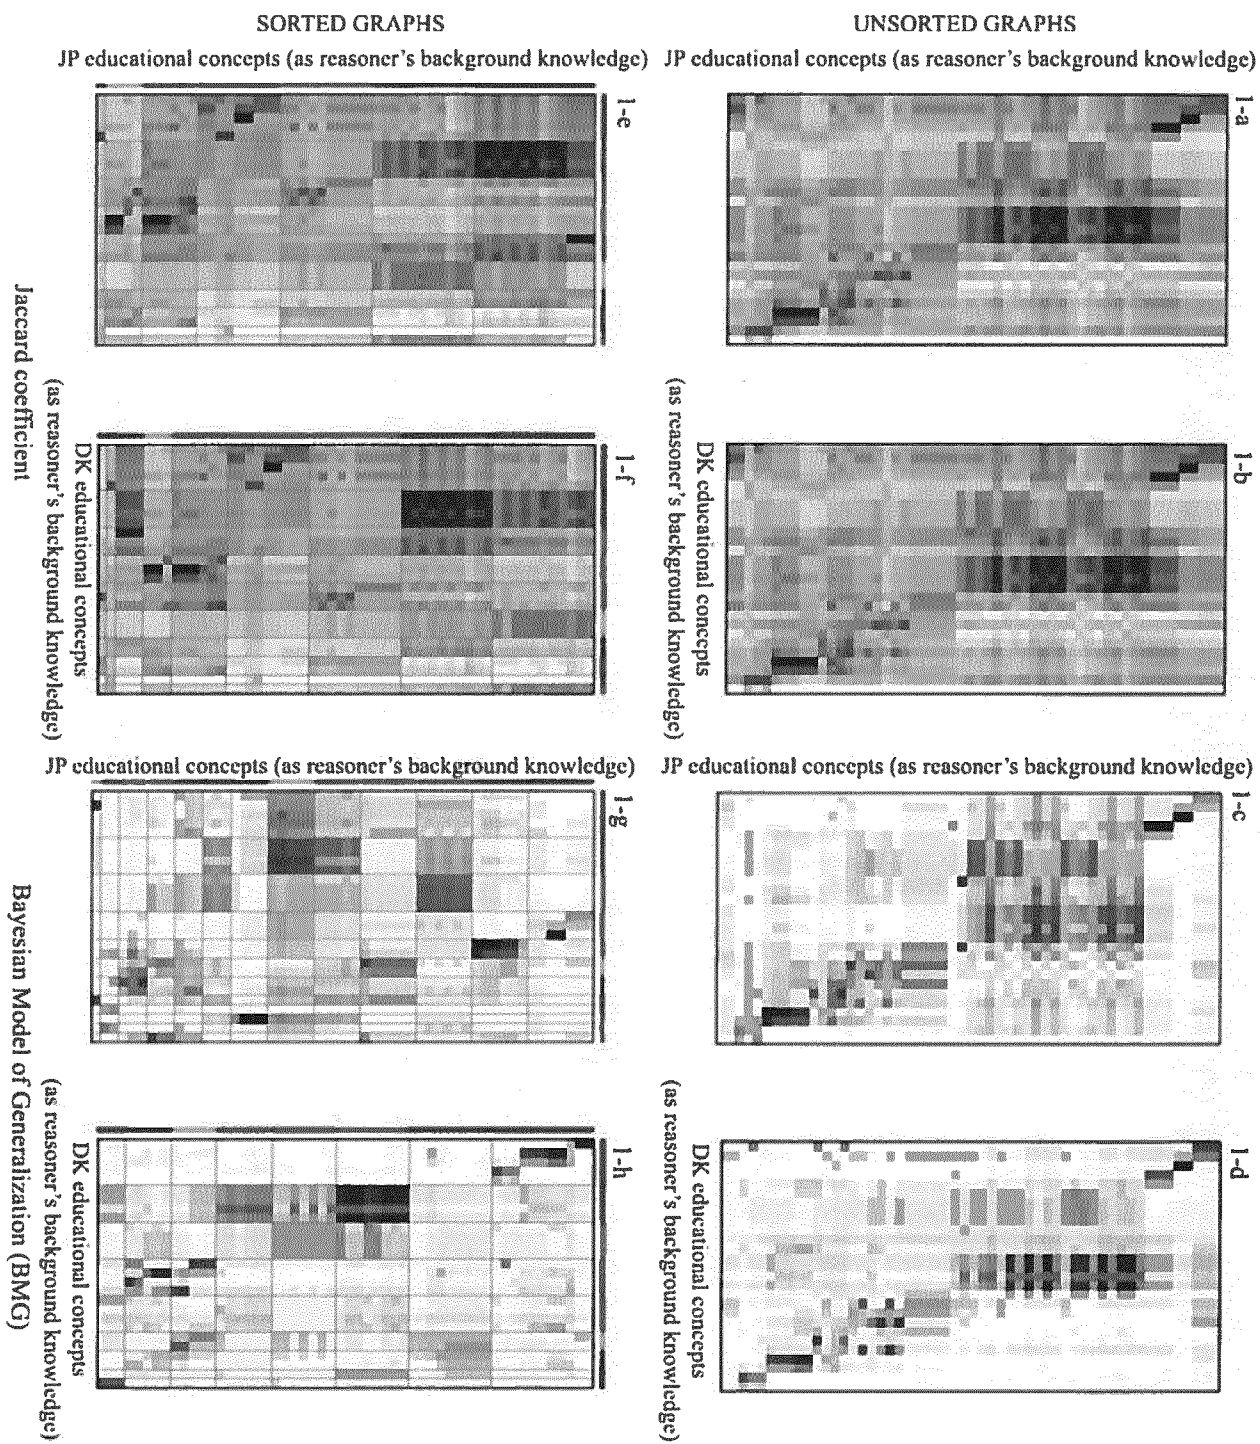 SORTED GRAPHS
UNSORTED GRAPHS
JP educational concepts (as reasoner's background knowledge)
JP educational concepts (as reasoner's background knowledge)
1-e
1-a
Jaccard coefficient
(as reasoner's background knowledge)
DK educational concepts
1-f
(as reasoner's background knowledge)
DK educational concepts
1-b
JP educational concepts (as reasoner's background knowledge)
JP educational concepts (as reasoner's background knowledge)
1-g
1-c
Bayesian Model of Generalization (BMG)
(as reasoner's background knowledge)
DK educational concepts
1-h
(as reasoner's background knowledge)
DK educational concepts
1-d